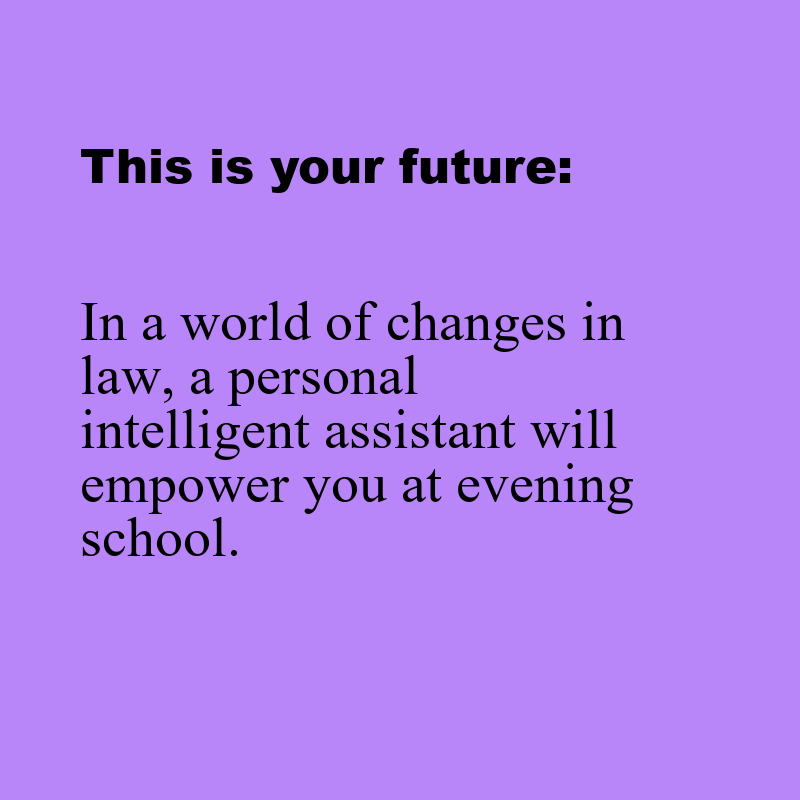 This is your future:
In a world of changes in
law, a personal
intelligent assistant will
empower you at evening
school.